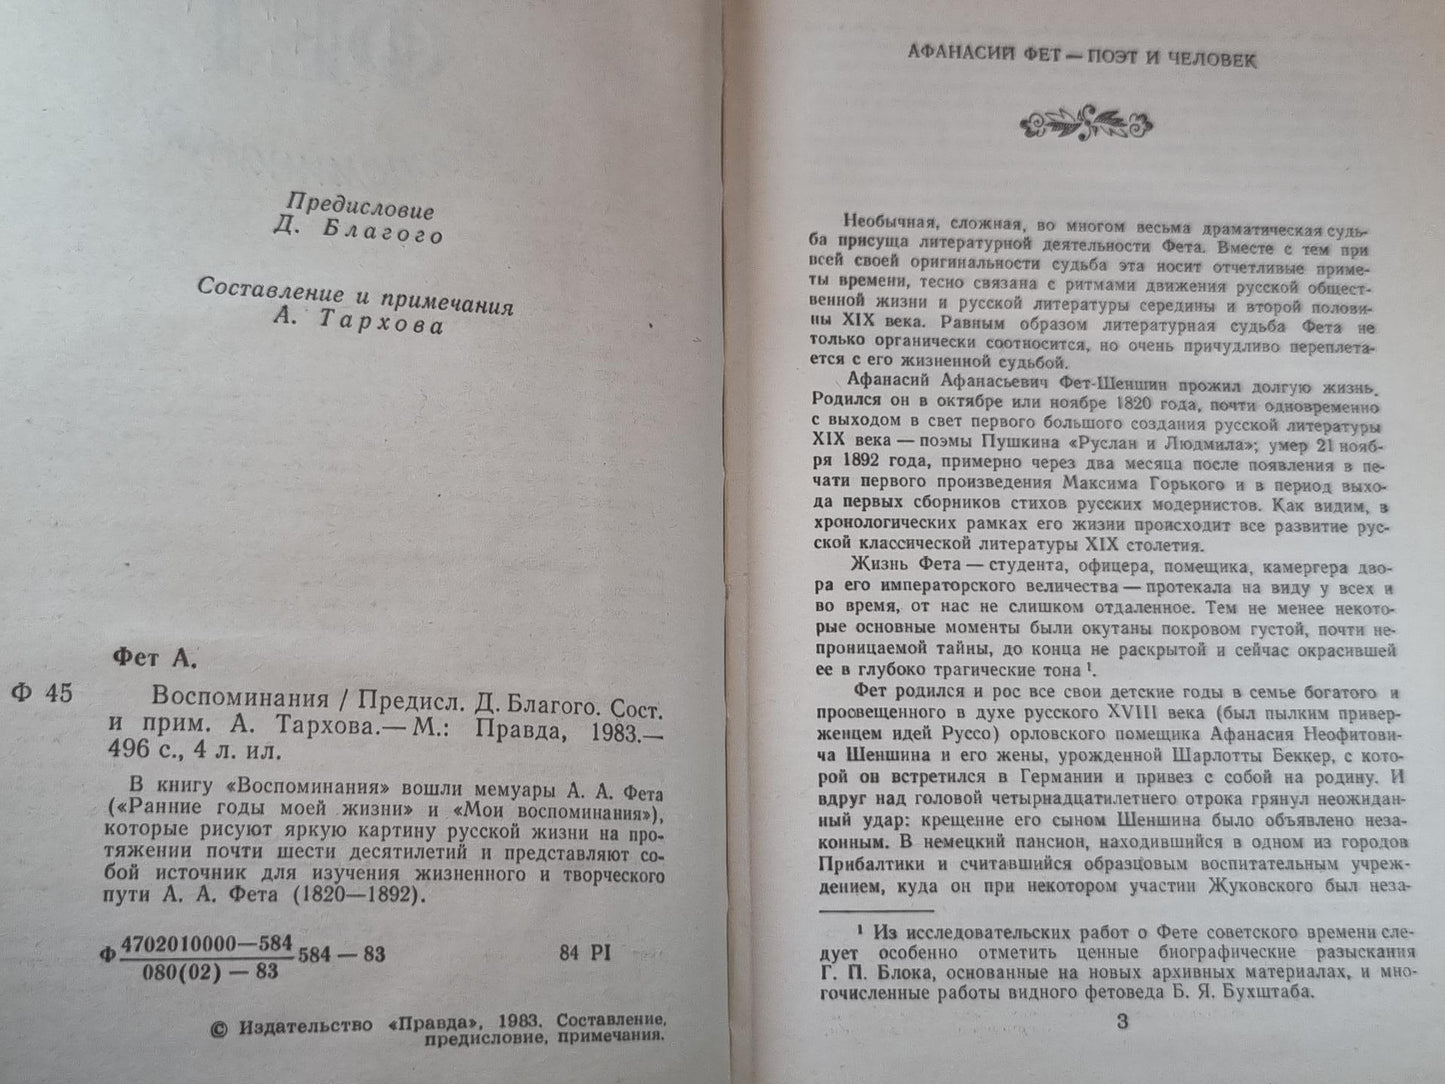 Предисловие
Д. Благого
Составление и примечания
А. Тархова
Фет А.
Ф 45
Воспоминания / Предисл. Д. Благого. Сост.
и прим. А. Тархова.— М.: Правда, 1983.—
496 с., 4 л. ил.
В книгу «Воспоминания» вошли мемуары А. А. Фета
(«Ранние годы моей жизни» и «Мои воспоминания»),
которые рисуют яркую картину русской жизни на про-
тяжении почти шести десятилетий и представляют со-
бой источник для изучения жизненного и творческого
пути А. А. Фета (1820—1892).
Ф 4702010000—584 584 — 83
080(02) — 83
84 PI
© Издательство «Правда», 1983. Составление,
предисловие, примечания.
АФАНАСИЙ ФЕТ — ПОЭТ И ЧЕЛОВЕК
Необычная, сложная, во многом весьма драматическая судь-
ба присуща литературной деятельности Фета. Вместе с тем при
всей своей оригинальности судьба эта носит отчетливые приме-
ты времени, тесно связана с ритмами движения русской общест-
венной жизни и русской литературы середины и второй полови-
ны XIX века. Равным образом литературная судьба Фета не
только органически соотносится, но очень причудливо переплета-
ется с его жизненной судьбой.
Афанасий Афанасьевич Фет-Шеншин прожил долгую жизнь.
Родился он в октябре или ноябре 1820 года, почти одновременно
с выходом в свет первого большого создания русской литературы
XIX века — поэмы Пушкина «Руслан и Людмила»; умер 21 нояб-
ря 1892 года, примерно через два месяца после появления в пе-
чати первого произведения Максима Горького и в период выхо-
да первых сборников стихов русских модернистов. Как видим, в
хронологических рамках его жизни происходит все развитие рус-
ской классической литературы XIX столетия.
Жизнь Фета — студента, офицера, помещика, камергера дво-
ра его императорского величества — протекала на виду у всех и
во время, от нас не слишком отдаленное. Тем не менее некото-
рые основные моменты были окутаны покровом густой, почти не-
проницаемой тайны, до конца не раскрытой и сейчас окрасившей
ее в глубоко трагические тона ¹.
Фет родился и рос все свои детские годы в семье богатого и
просвещенного в духе русского XVIII века (был пылким привер-
женцем идей Руссо) орловского помещика Афанасия Неофитови-
ча Шеншина и его жены, урожденной Шарлотты Беккер, с кото-
рой он встретился в Германии и привез с собой на родину. И
вдруг над головой четырнадцатилетнего отрока грянул неожидан-
ный удар: крещение его сыном Шеншина было объявлено неза-
конным. В немецкий пансион, находившийся в одном из городов
Прибалтики и считавшийся образцовым воспитательным учреж-
дением, куда он при некотором участии Жуковского был неза-
¹ Из исследовательских работ о Фете советского времени сле-
дует особенно отметить ценные биографические разыскания
Г. П. Блока, основанные на новых архивных материалах, и мно-
гочисленные работы видного фетоведа Б. Я. Бухштаба.
3